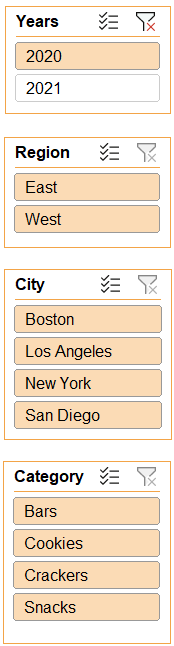 Years
2020
2021
Region
East
West
City
Boston
Los Angeles
New York
San Diego
Category
Bars
Cookies
Crackers
Snacks